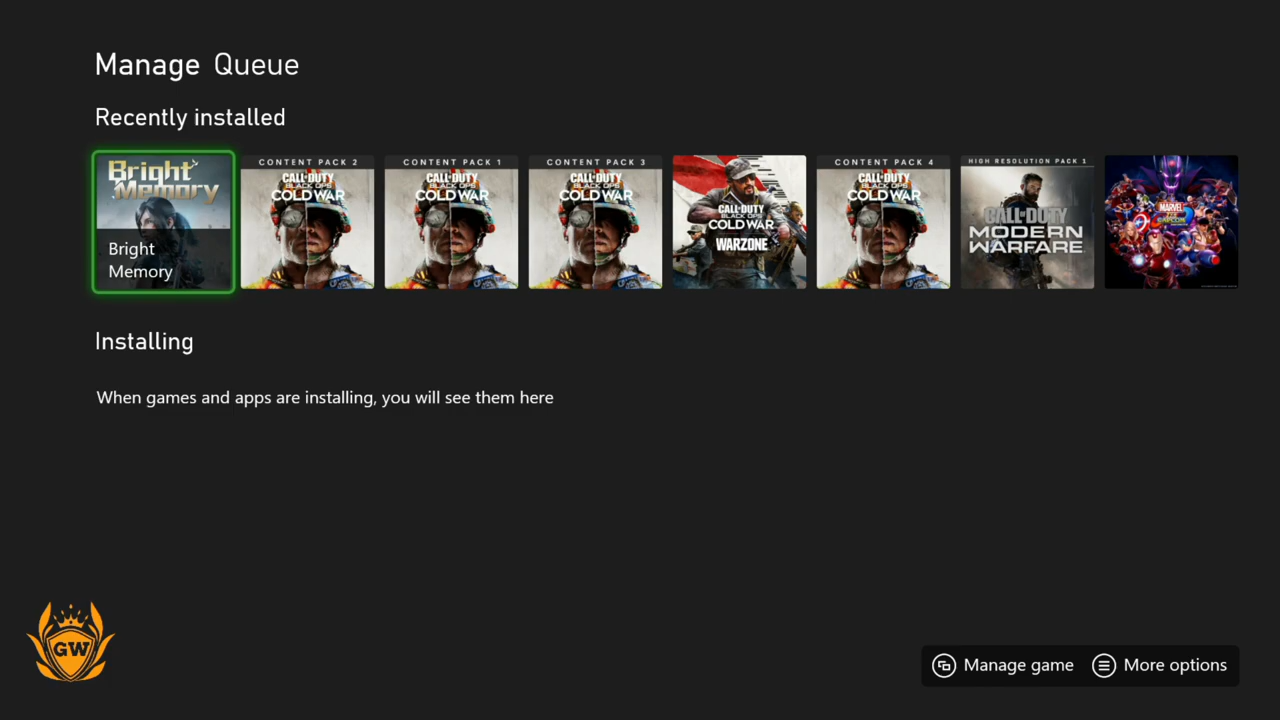 Manage Queue
Recently installed
Bright
Memory
Bright
Memory
CONTENT PACK 2
CALL OF DUTY
BLACK OPS
COLD WAR
CONTENT PACK 1
CALL OF DUTY
BLACK OPS
COLD WAR
CONTENT PACK 3
CALL OF DUTY
BLACK OPS
COLD WAR
CALL OF DUTY
BLACK OPS
COLD WAR
WARZONE
CONTENT PACK 4
CALL OF DUTY
BLACK OPS
COLD WAR
HIGH RESOLUTION PACK 1
CALL OF DUTY
MODERN
WARFARE
MARVEL
VS
CAPCOM
Installing
When games and apps are installing, you will see them here
GW
Manage game
More options